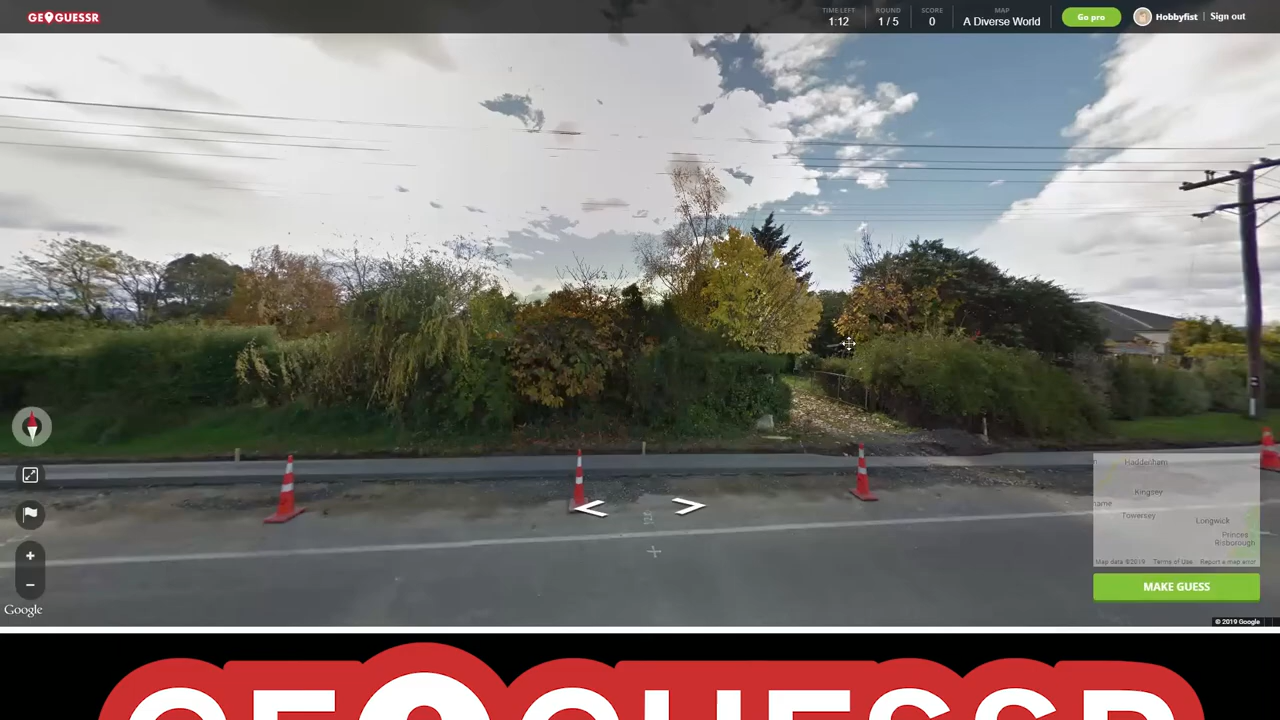 GEOGUESSR
TIME LEFT
1:12
ROUND
1 / 5
SCORE
0
MAP
A Diverse World
Go pro
Hobbyfist
Sign out
Haddenham
Kingsey
name
Towersey
Longwick
Princes
Risborough
Map data ©2019 Terms of Use Report a map error
MAKE GUESS
Google
© 2019 Google
GEOGUESSR